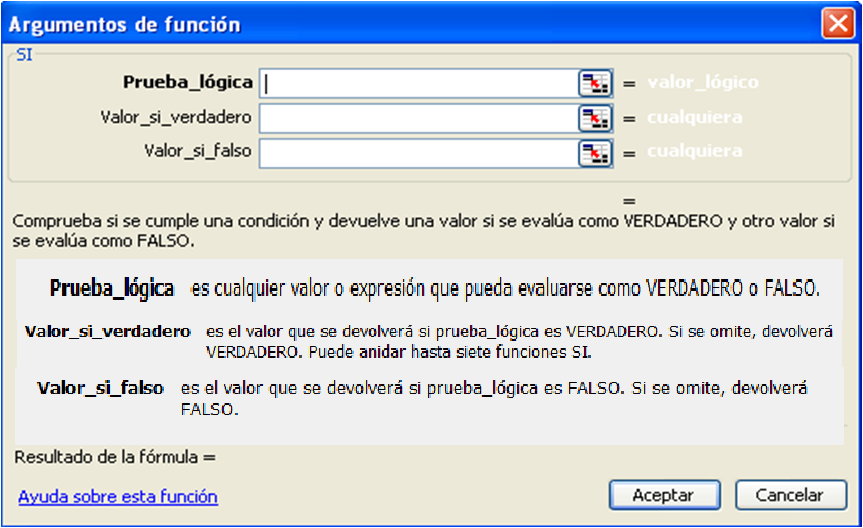 Argumentos de función
SI
Prueba_lógica = valor_lógico
Valor_si_verdadero = cualquiera
Valor_si_falso = cualquiera
=
Comprueba si se cumple una condición y devuelve una valor si se evalúa como VERDADERO y otro valor si
se evalúa como FALSO.
Prueba_lógica es cualquier valor o expresión que pueda evaluarse como VERDADERO o FALSO.
Valor_si_verdadero es el valor que se devolverá si prueba_lógica es VERDADERO. Si se omite, devolverá
VERDADERO. Puede anidar hasta siete funciones SI.
Valor_si_falso es el valor que se devolverá si prueba_lógica es FALSO. Si se omite, devolverá
FALSO.
Resultado de la fórmula =
Ayuda sobre esta función
Aceptar
Cancelar